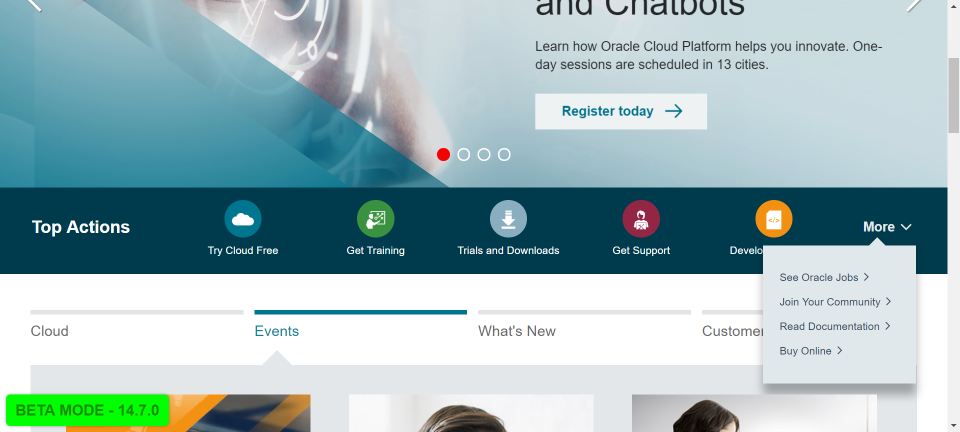 and Chatbots
Learn how Oracle Cloud Platform helps you innovate. One-
day sessions are scheduled in 13 cities.
Register today
Top Actions
Try Cloud Free
Get Training
Trials and Downloads
Get Support
Develo
More
See Oracle Jobs
Join Your Community
Read Documentation
Buy Online
Cloud
Events
What's New
Customer
BETA MODE - 14.7.0